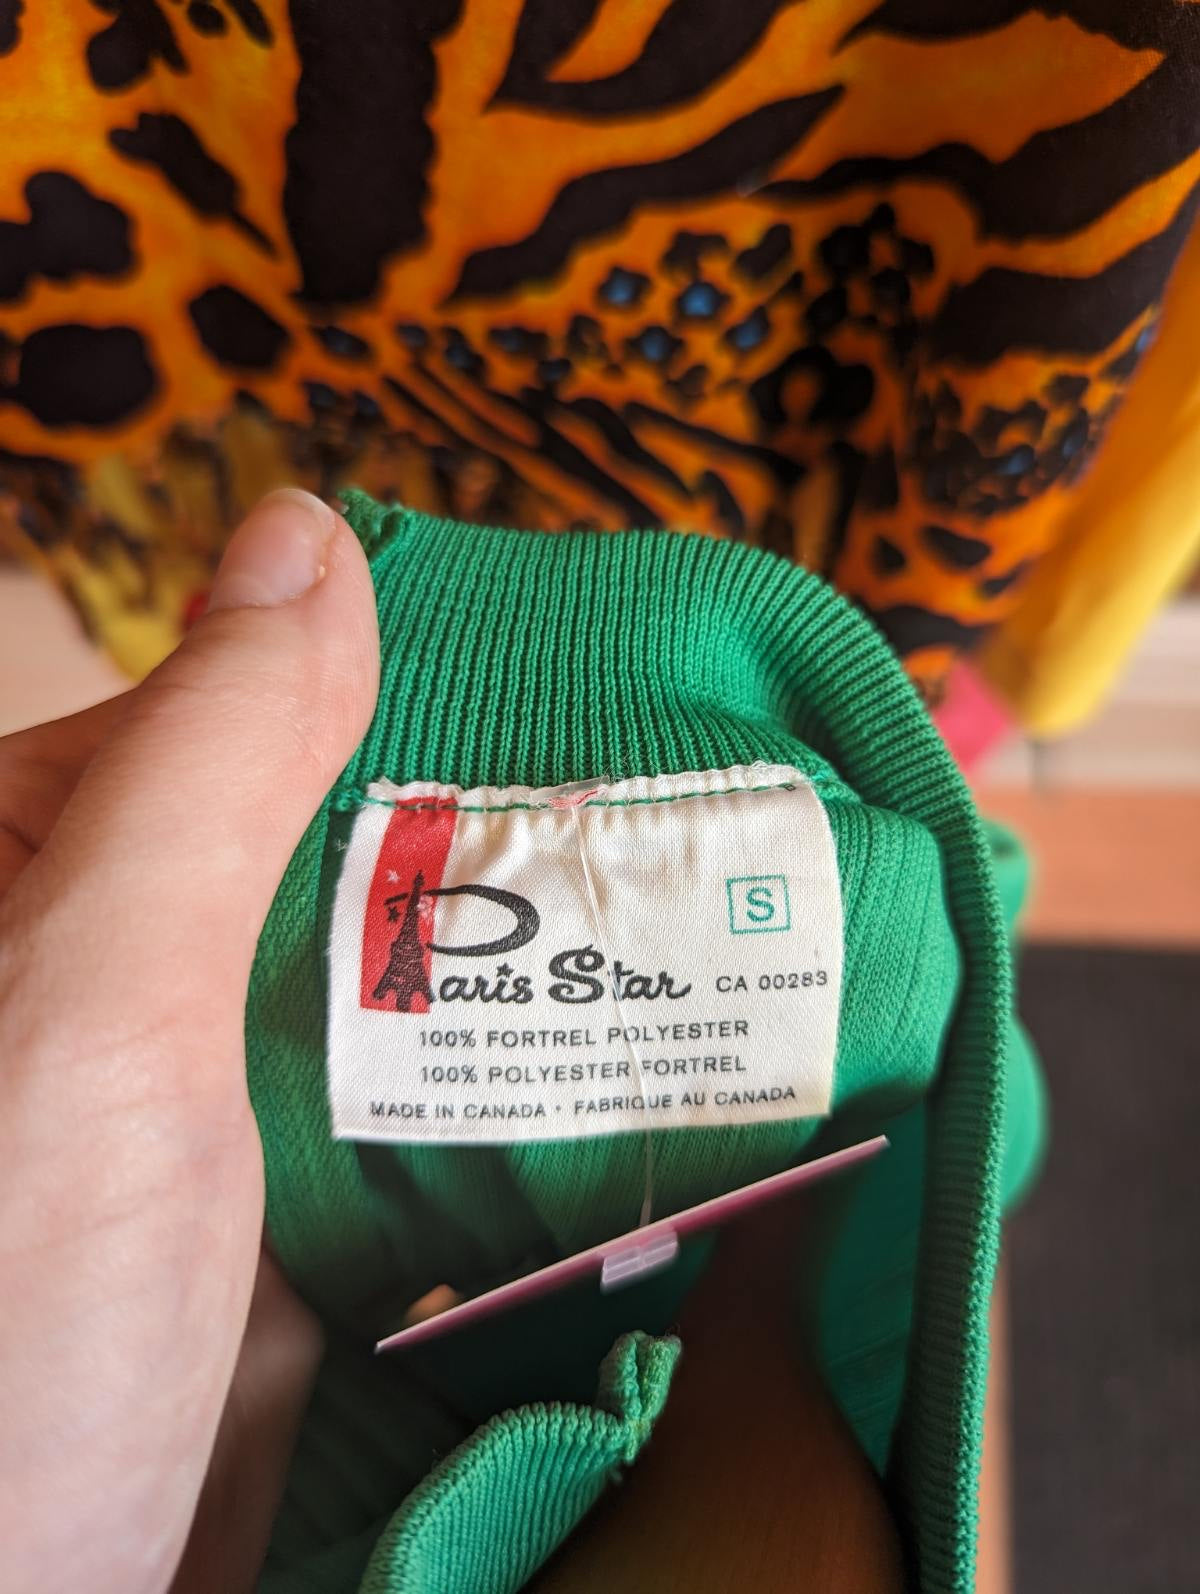 S
Paris Star CA 00283
100% FORTREL POLYESTER
100% POLYESTER FORTREL
MADE IN CANADA • FABRIQUE AU CANADA